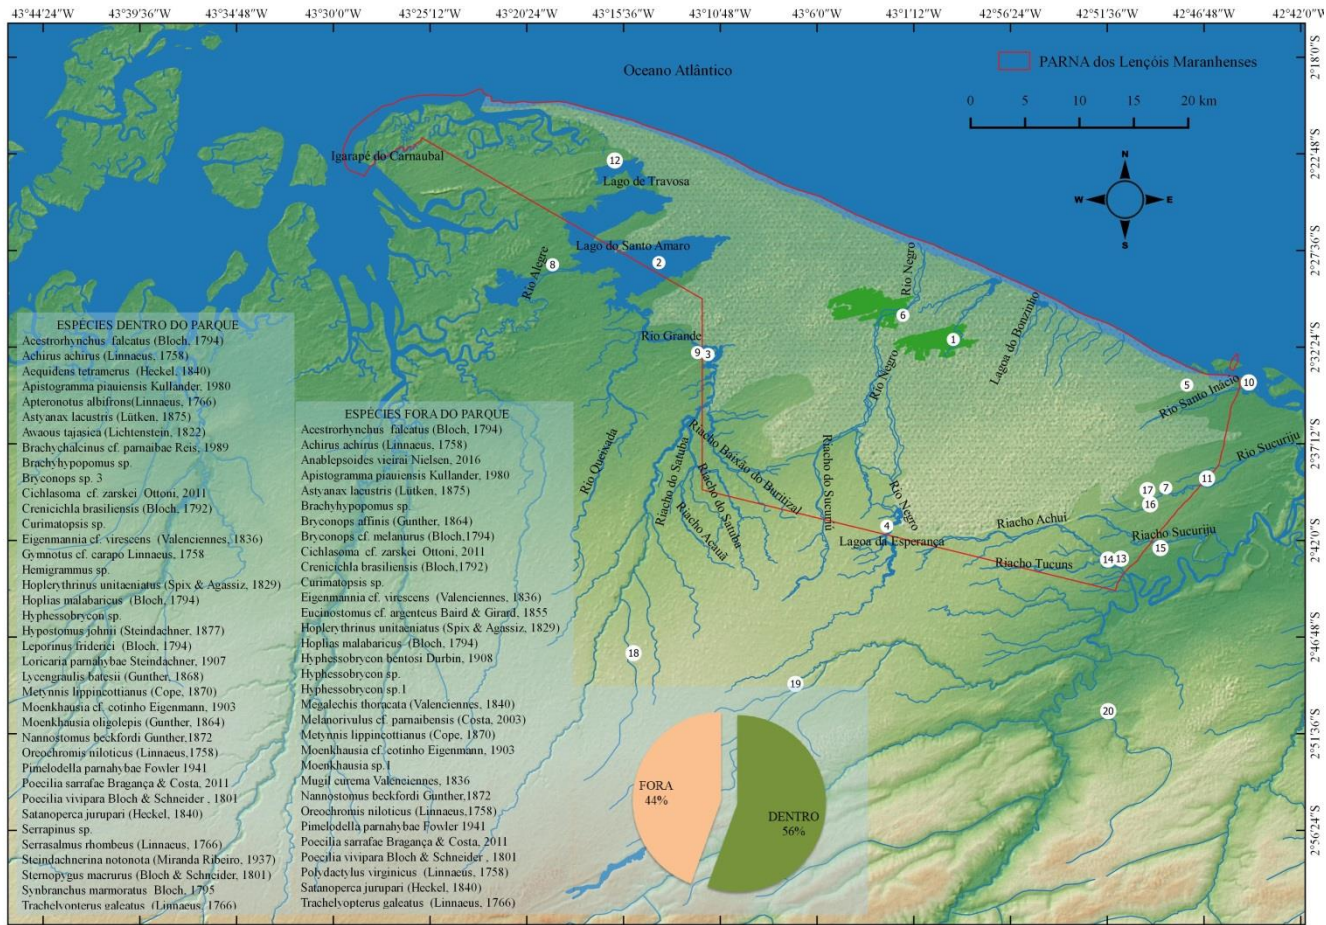 43°44'24"W
43°39'36"W
43°34'48"W
43°30'0"W
43°25'12"W
43°20'24"W
43°15'36"W
43°10'48"W
43°6'0"W
43°1'12"W
42°56'24"W
42°51'36"W
42°46'48"W
42°42'0"W
2°18'0"S
2°22'48"S
2°27'36"S
2°32'24"S
2°37'12"S
2°42'0"S
2°46'48"S
2°51'36"S
2°56'24"S
Oceano Atlântico
PARNA dos Lençóis Maranhenses
0 5 10 15 20 km
N
W E
S
Igarapé do Carnaubal
12
Lago de Travosa
Lago do Santo Amaro
2
8
Rio Alegre
Rio Negro
6
1
Lagoa do Bonzinho
Rio Grande
9
3
Rio Negro
5
10
Rio Santo Inácio
Rio Queixada
Riacho do Satuba
Riacho Baixão do Buritizal
Riacho do Satuba
Riacho Acauã
Riacho do Sucuriú
Rio Negro
4
Lagoa da Esperança
Riacho Achuí
Rio Sucuriju
11
17
7
16
Riacho Sucuriju
15
14
13
Riacho Tucuns
18
19
20
ESPÉCIES DENTRO DO PARQUE
Acestrorhynchus falcatus (Bloch, 1794)
Achirus achirus (Linnaeus, 1758)
Aequidens tetramerus (Heckel, 1840)
Apistogramma piauiensis Kullander, 1980
Apteronotus albifrons(Linnaeus, 1766)
Astyanax lacustris (Lütken, 1875)
Awaous tajasica (Lichtenstein, 1822)
Brachychalcinus cf. parnaibae Reis, 1989
Brachyhypopomus sp.
Bryconops sp. 3
Cichlasoma cf. zarskei Ottoni, 2011
Crenicichla brasiliensis (Bloch, 1792)
Curimatopsis sp.
Eigenmannia cf. virescens (Valenciennes, 1836)
Gymnotus cf. carapo Linnaeus, 1758
Hemigrammus sp.
Hoplerythrinus unitaeniatus (Spix & Agassiz, 1829)
Hoplias malabaricus (Bloch, 1794)
Hyphessobrycon sp.
Hypostomus johnii (Steindachner, 1877)
Leporinus friderici (Bloch, 1794)
Loricaria parnahybae Steindachner, 1907
Lycengraulis batesii (Gunther, 1868)
Metynnis lippincottianus (Cope, 1870)
Moenkhausia cf. cotinho Eigenmann, 1903
Moenkhausia oligolepis (Gunther, 1864)
Nannostomus beckfordi Gunther,1872
Oreochromis niloticus (Linnaeus,1758)
Pimelodella parnahybae Fowler 1941
Poecilia sarrafae Bragança & Costa, 2011
Poecilia vivipara Bloch & Schneider , 1801
Satanoperca jurupari (Heckel, 1840)
Serrapinus sp.
Serrasalmus rhombeus (Linnaeus, 1766)
Steindachnerina notonota (Miranda Ribeiro, 1937)
Sternopygus macrurus (Bloch & Schneider, 1801)
Synbranchus marmoratus Bloch, 1795
Trachelyopterus galeatus (Linnaeus, 1766)
ESPÉCIES FORA DO PARQUE
Acestrorhynchus falcatus (Bloch, 1794)
Achirus achirus (Linnaeus, 1758)
Anablepsoides vieirai Nielsen, 2016
Apistogramma piauiensis Kullander, 1980
Astyanax lacustris (Lütken, 1875)
Brachyhypopomus sp.
Bryconops affinis (Gunther, 1864)
Bryconops cf. melanurus (Bloch,1794)
Cichlasoma cf. zarskei Ottoni, 2011
Crenicichla brasiliensis (Bloch,1792)
Curimatopsis sp.
Eigenmannia cf. virescens (Valenciennes, 1836)
Eucinostomus cf. argenteus Baird & Girard, 1855
Hoplerythrinus unitaeniatus (Spix & Agassiz, 1829)
Hoplias malabaricus (Bloch, 1794)
Hyphessobrycon bentosi Durbin, 1908
Hyphessobrycon sp.
Hyphessobrycon sp.1
Megalechis thoracata (Valenciennes, 1840)
Melanorivulus cf. parnaibensis (Costa, 2003)
Metynnis lippincottianus (Cope, 1870)
Moenkhausia cf. cotinho Eigenmann, 1903
Moenkhausia sp.1
Mugil curema Valenciennes, 1836
Nannostomus beckfordi Gunther,1872
Oreochromis niloticus (Linnaeus,1758)
Pimelodella parnahybae Fowler 1941
Poecilia sarrafae Bragança & Costa, 2011
Poecilia vivipara Bloch & Schneider , 1801
Polydactylus virginicus (Linnaeus, 1758)
Satanoperca jurupari (Heckel, 1840)
Trachelyopterus galeatus (Linnaeus, 1766)
FORA
44%
DENTRO
56%